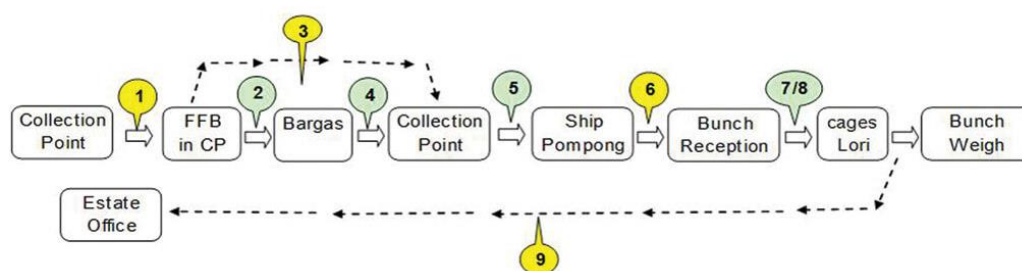 3
1
2
4
5
6
7/8
Collection
Point
FFB
in CP
Bargas
Collection
Point
Ship
Pompong
Bunch
Reception
cages
Lori
Bunch
Weigh
Estate
Office
9